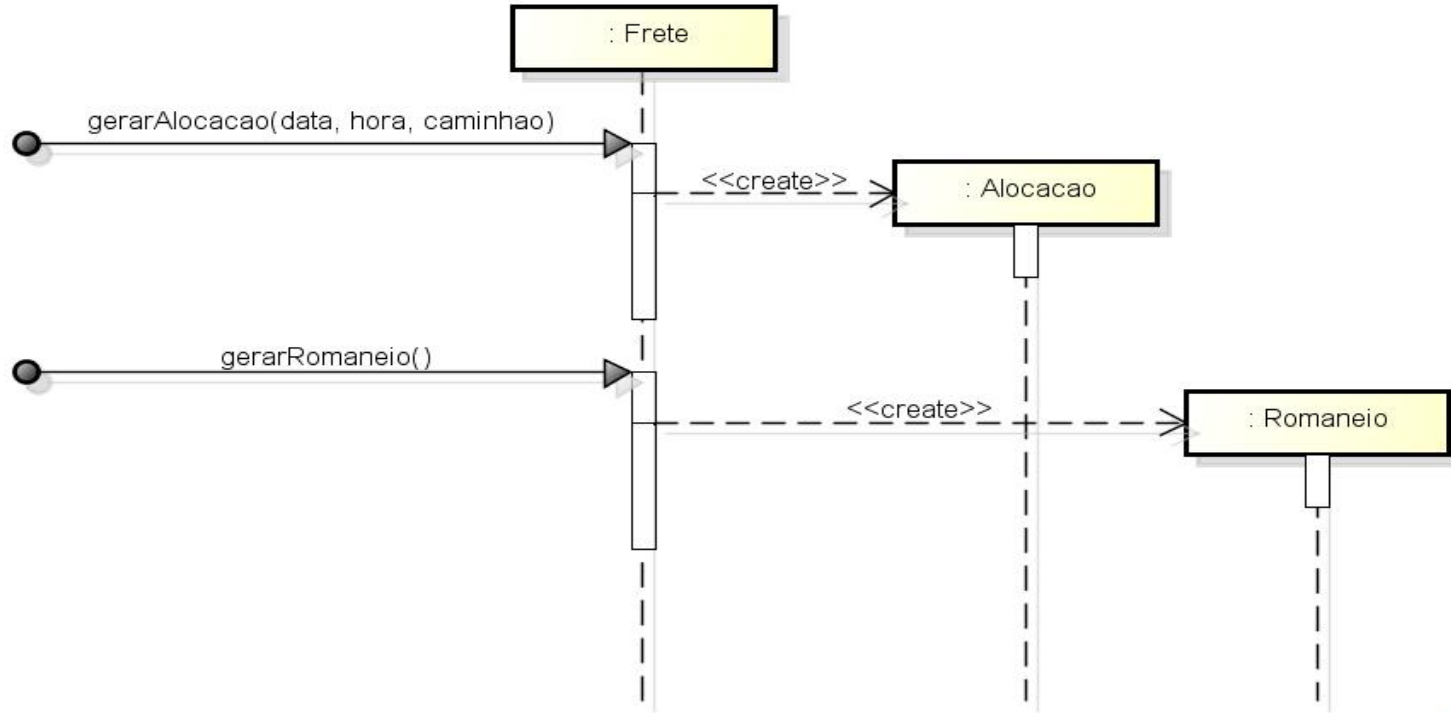 : Frete
gerarAlocacao(data, hora, caminhao)
<<create>>
: Alocacao
gerarRomaneio()
<<create>>
: Romaneio